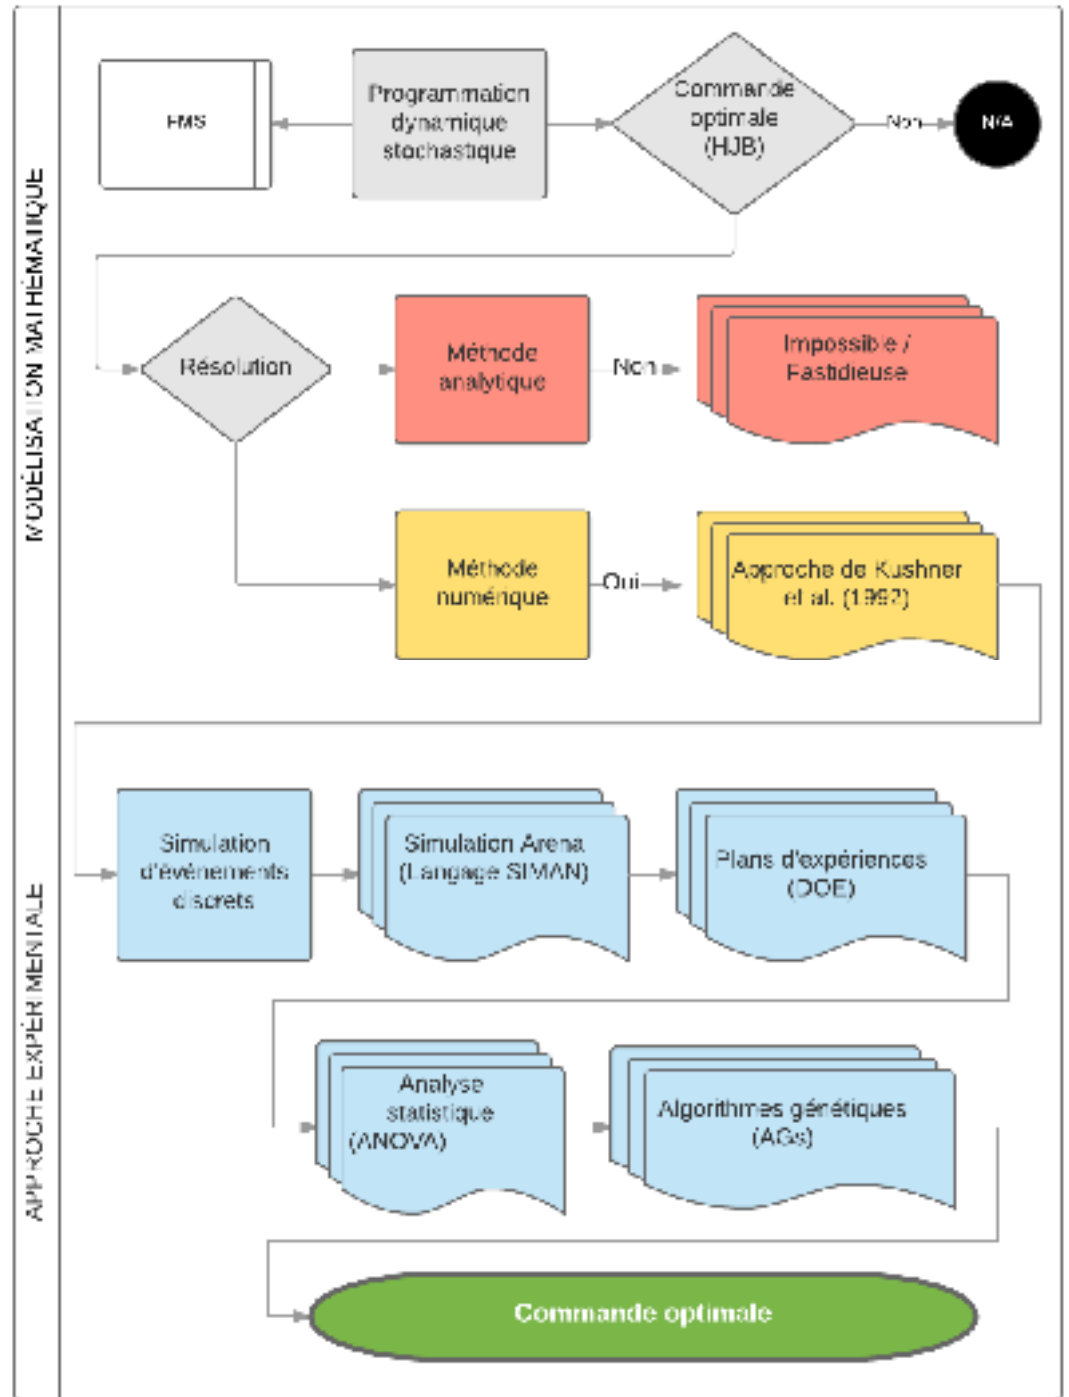 MODÉLISATION MATHÉMATIQUE
FMS
Programmation
dynamique
stochastique
Commande
optimale
(HJB)
Non
N/A
Résolution
Méthode
analytique
Non
Impossible /
Fastidieuse
Méthode
numérique
Oui
Approche de Kushner
et al. (1992)
APPROCHE EXPÉRIMENTALE
Simulation
d'événements
discrets
Simulation Arena
(Langage SIMAN)
Plans d'expériences
(DOE)
Analyse
statistique
(ANOVA)
Algorithmes génétiques
(AGs)
Commande optimale